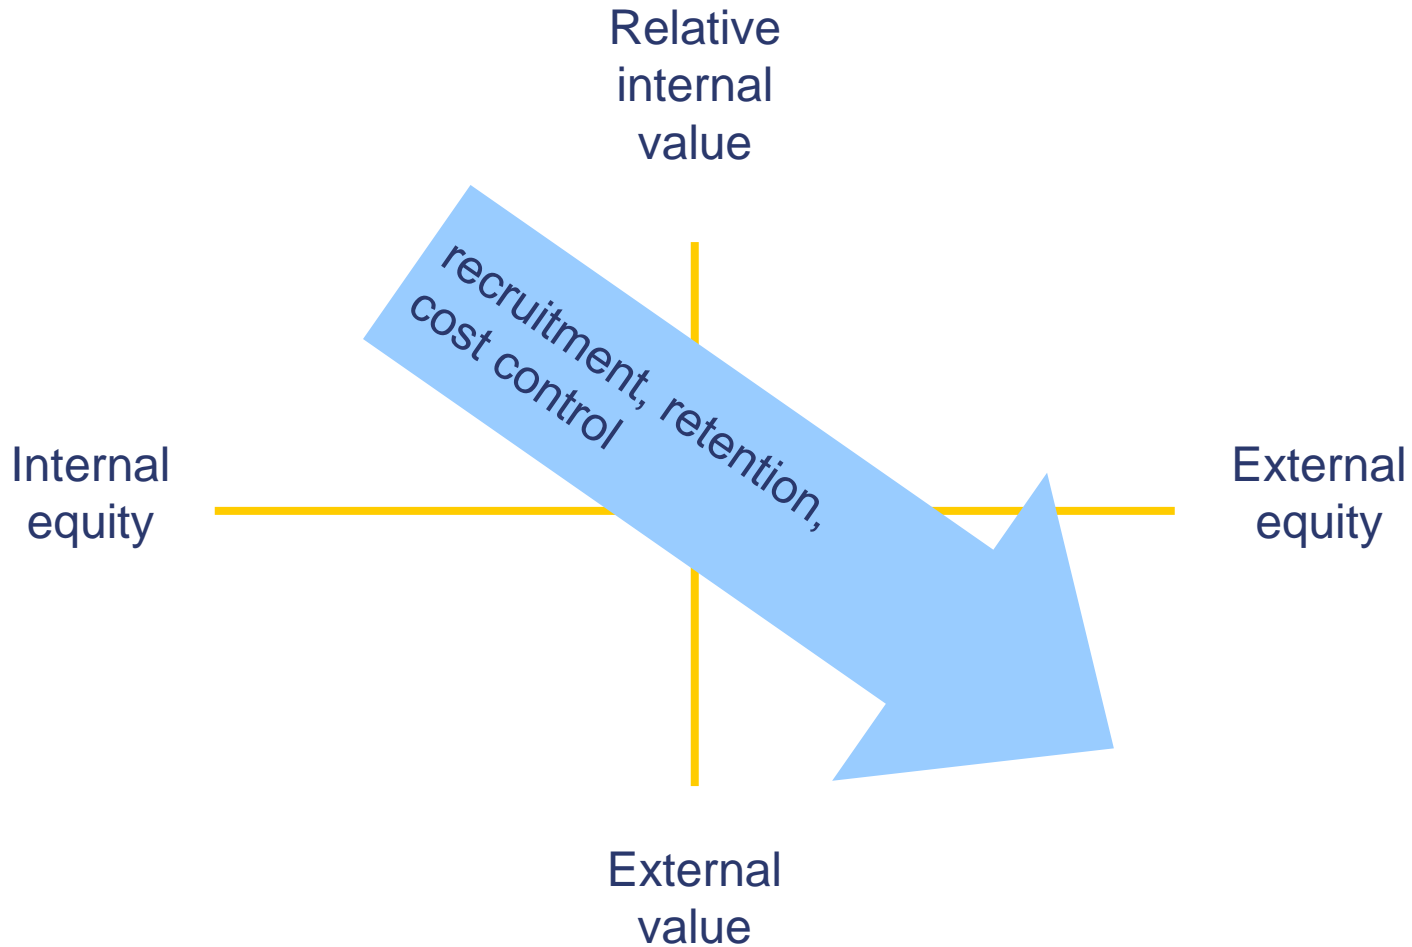 Relative
internal
value
recruitment, retention,
cost control
Internal
equity
External
equity
External
value